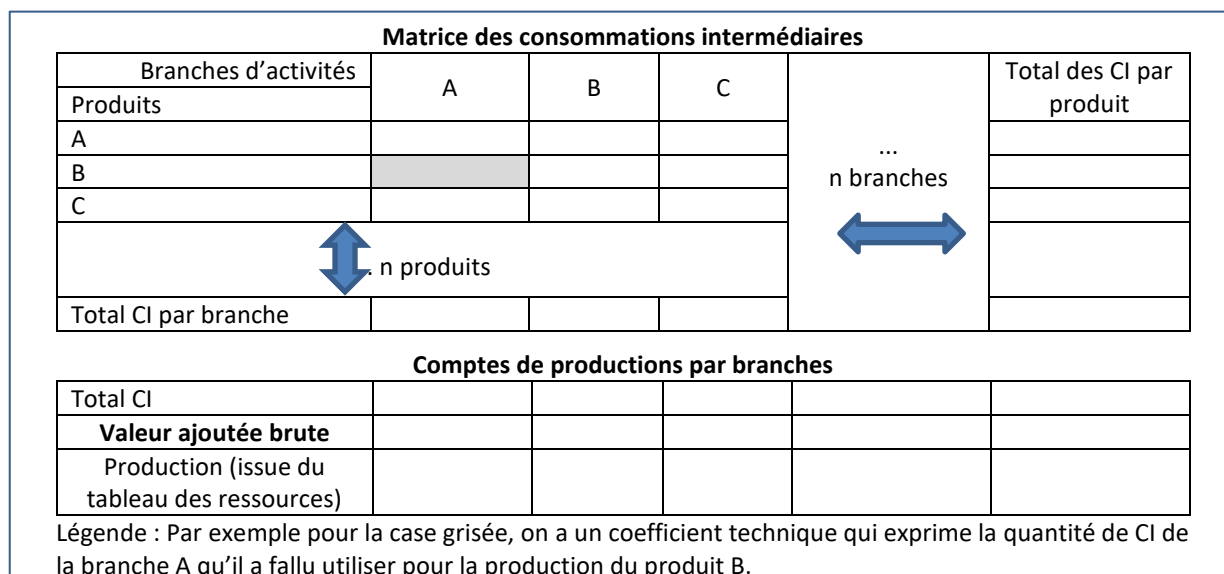 Matrice des consommations intermédiaires
Branches d'activités
Produits
A
B
C
...
n branches
Total des CI par
produit
A
B
C
. n produits
Total CI par branche
Comptes de productions par branches
Total CI
Valeur ajoutée brute
Production (issue du
tableau des ressources)
Légende : Par exemple pour la case grisée, on a un coefficient technique qui exprime la quantité de CI de
la branche A qu'il a fallu utiliser pour la production du produit B.